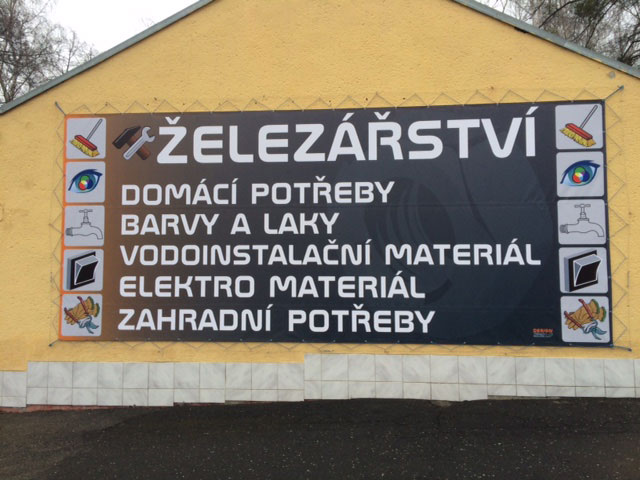 ŽELEZÁŘSTVÍ
DOMÁCÍ POTŘEBY
BARVY A LAKY
VODOINSTALAČNÍ MATERIÁL
ELEKTRO MATERIÁL
ZAHRADNÍ POTŘEBY